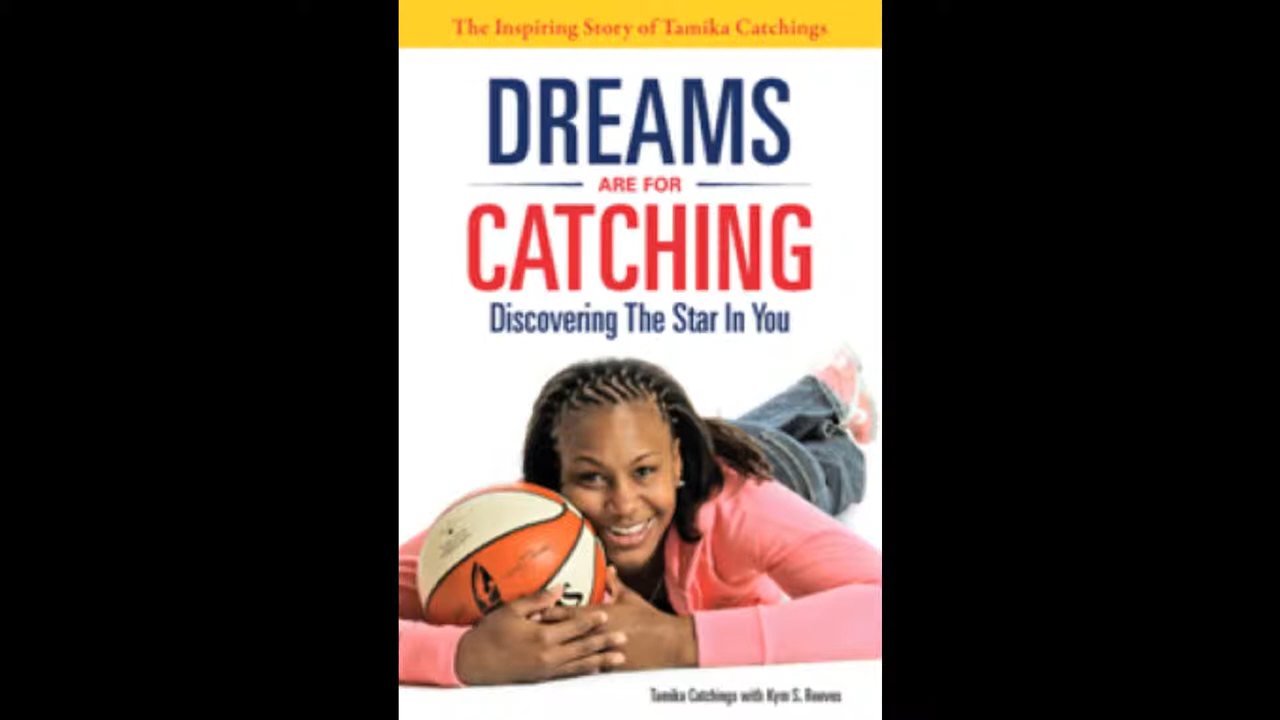 The Inspiring Story of Tamika Catchings
DREAMS
ARE FOR
CATCHING
Discovering The Star In You
Tamika Catchings with Kym S. Reeves